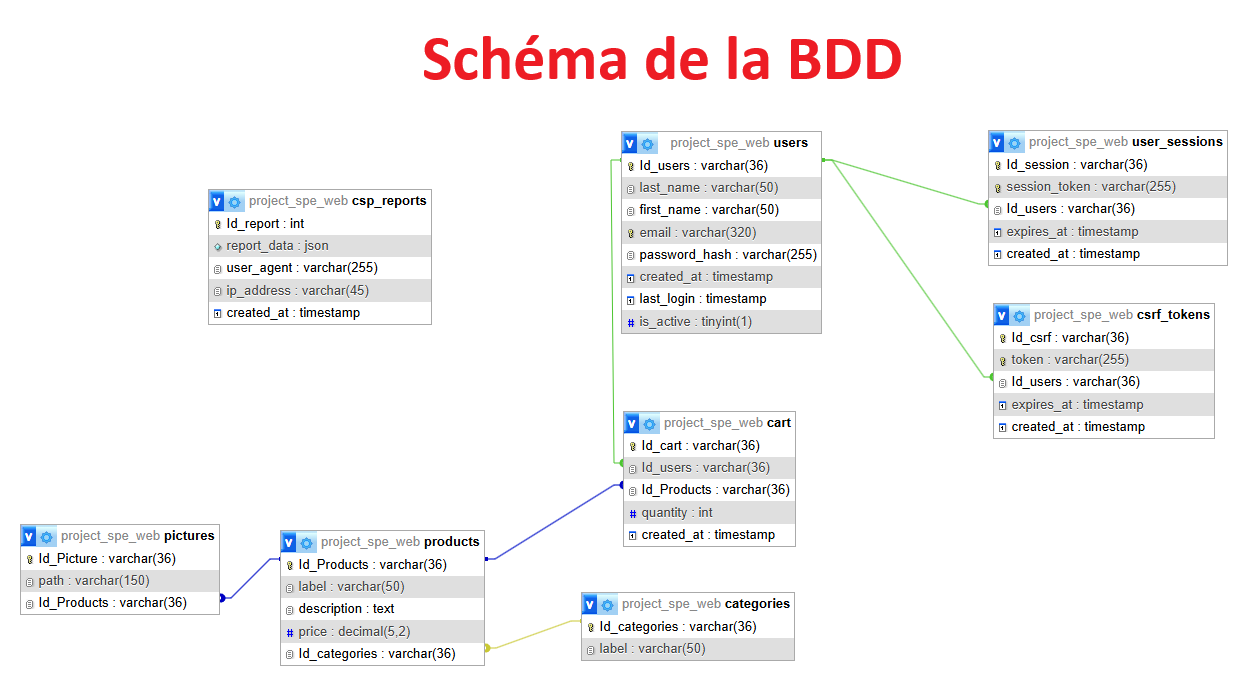 Schéma de la BDD
project_spe_web users
Id_users : varchar(36)
last_name : varchar(50)
first_name : varchar(50)
email : varchar(320)
password_hash : varchar(255)
created_at : timestamp
last_login : timestamp
is_active : tinyint(1)
project_spe_web user_sessions
Id_session : varchar(36)
session_token : varchar(255)
Id_users : varchar(36)
expires_at : timestamp
created_at : timestamp
project_spe_web csp_reports
Id_report : int
report_data : json
user_agent : varchar(255)
ip_address : varchar(45)
created_at : timestamp
project_spe_web csrf_tokens
Id_csrf : varchar(36)
token : varchar(255)
Id_users : varchar(36)
expires_at : timestamp
created_at : timestamp
project_spe_web cart
Id_cart : varchar(36)
Id_users : varchar(36)
Id_Products : varchar(36)
quantity : int
created_at : timestamp
project_spe_web pictures
Id_Picture : varchar(36)
path : varchar(150)
Id_Products : varchar(36)
project_spe_web products
Id_Products : varchar(36)
label : varchar(50)
description : text
price : decimal(5,2)
Id_categories : varchar(36)
project_spe_web categories
Id_categories : varchar(36)
label : varchar(50)